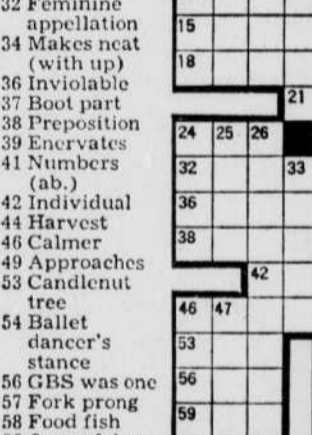 32 Feminine
appellation
34 Makes neat
(with up)
36 Inviolable
37 Boot part
38 Preposition
39 Enervates
41 Numbers
(ab.)
42 Individual
44 Harvest
46 Calmer
49 Approaches
53 Candlenut
tree
54 Ballet
dancer's
stance
56 GBS was one
57 Fork prong
58 Food fish
15
18
21
24 25 26
32 33
36
38
42
46 47
53
56
59